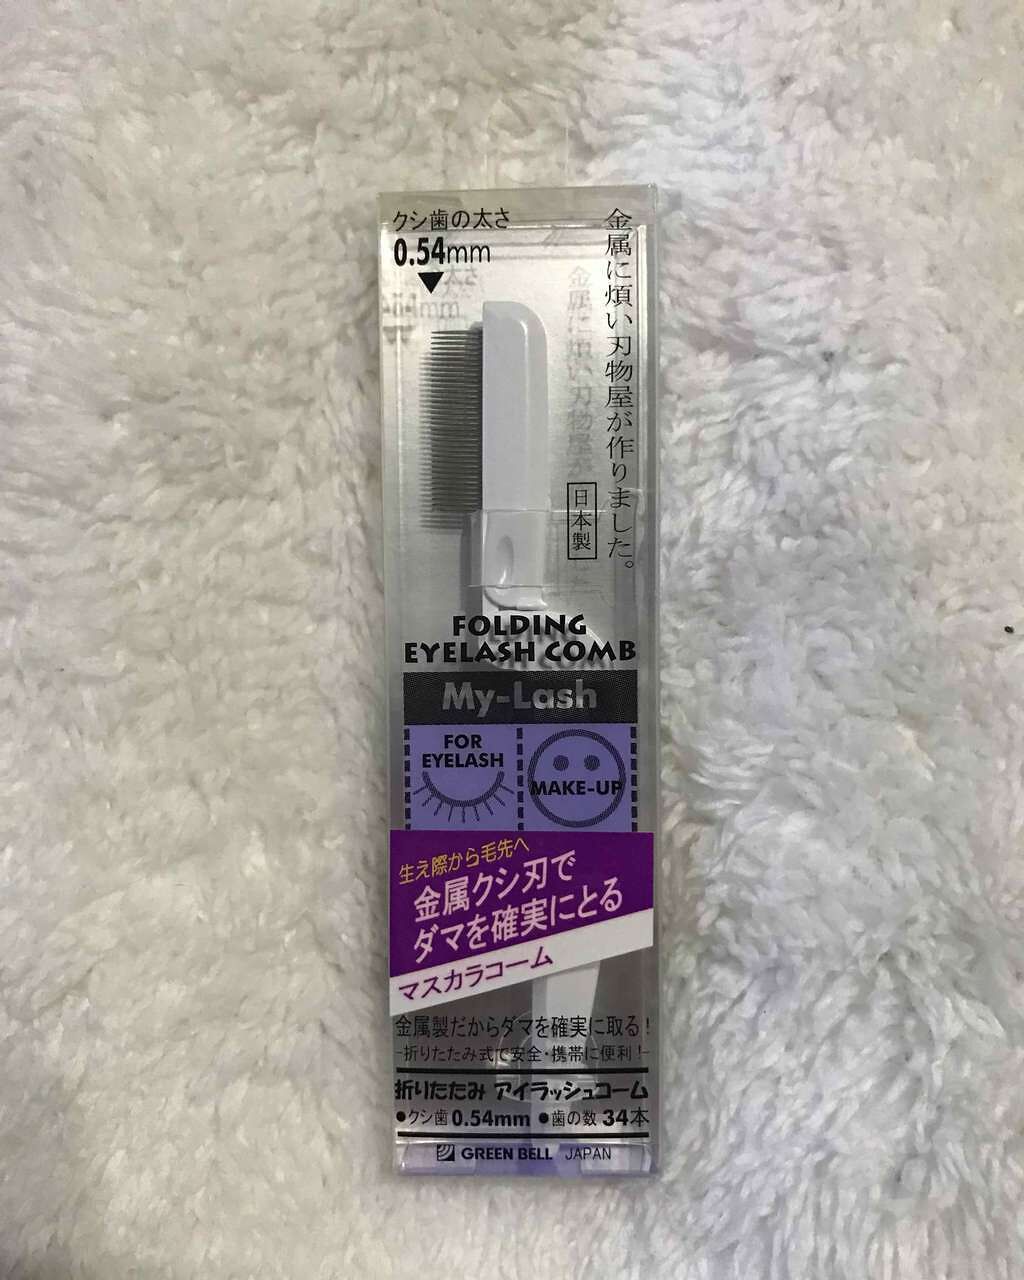 クシ歯の太さ
0.54mm
金属に煩い刃物屋が作りました。
日本製
FOLDING
EYELASH COMB
My-Lash
FOR
EYELASH
MAKE-UP
生え際から毛先へ
金属クシ刃で
ダマを確実にとる
マスカラコーム
金属製だからダマを確実に取る!
-折りたたみ式で安全・携帯に便利!-
折りたたみ アイラッシュコーム
●クシ歯0.54mm ●歯の数 34本
GREEN BELL JAPAN